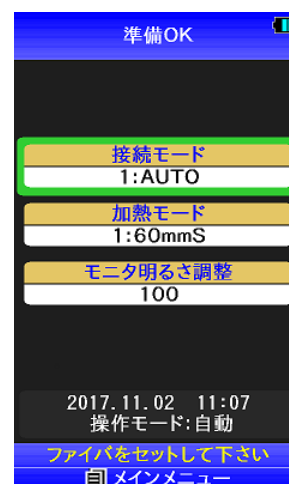 準備OK
接続モード
1:AUTO
加熱モード
1:60mmS
モニタ明るさ調整
100
2017.11.02 11:07
操作モード:自動
ファイバをセットして下さい
メインメニュー